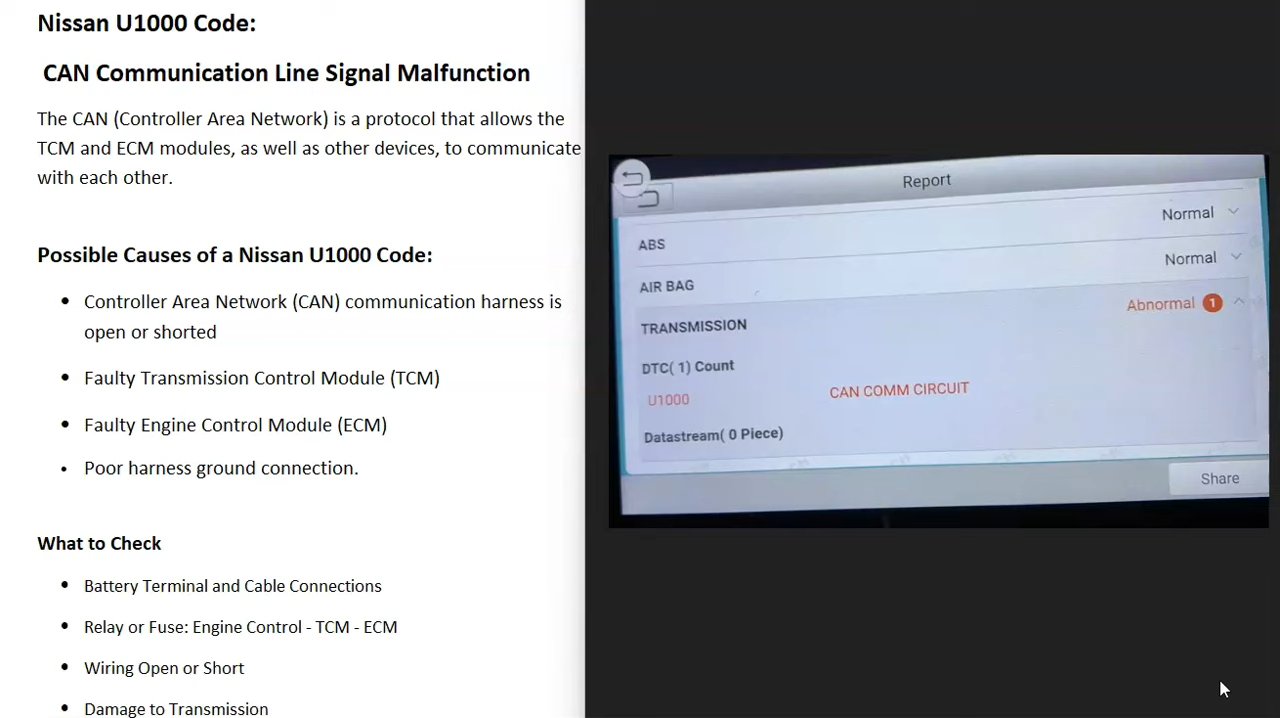 Nissan U1000 Code:
CAN Communication Line Signal Malfunction
The CAN (Controller Area Network) is a protocol that allows the
TCM and ECM modules, as well as other devices, to communicate
with each other.
Possible Causes of a Nissan U1000 Code:
• Controller Area Network (CAN) communication harness is
open or shorted
• Faulty Transmission Control Module (TCM)
• Faulty Engine Control Module (ECM)
• Poor harness ground connection.
What to Check
• Battery Terminal and Cable Connections
• Relay or Fuse: Engine Control - TCM - ECM
• Wiring Open or Short
• Damage to Transmission
Report
ABS Normal
AIR BAG Normal
TRANSMISSION Abnormal 1
DTC( 1) Count
U1000 CAN COMM CIRCUIT
Datastream( 0 Piece)
Share